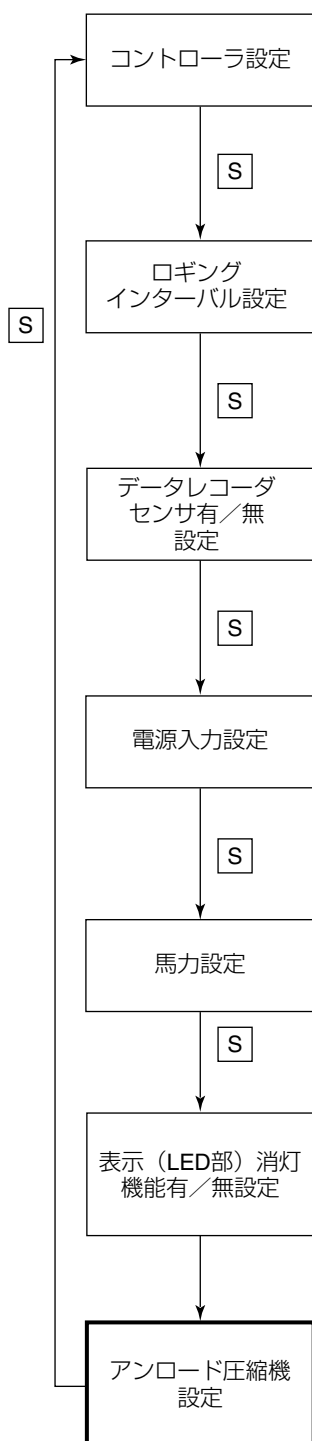 コントローラ設定
S
ロギング
インターバル設定
S
S
データレコーダ
センサ有／無
設定
S
電源入力設定
S
馬力設定
S
表示（LED部）消灯
機能有／無設定
アンロード圧縮機
設定